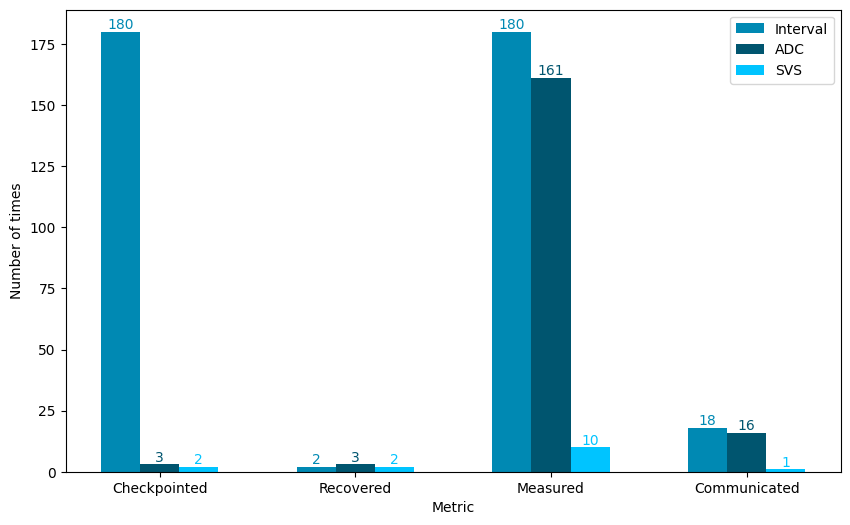 Number of times
175
150
125
100
75
50
25
0
180
3
2
2
3
2
180
161
10
18
16
1
Interval
ADC
SVS
Checkpointed
Recovered
Measured
Communicated
Metric